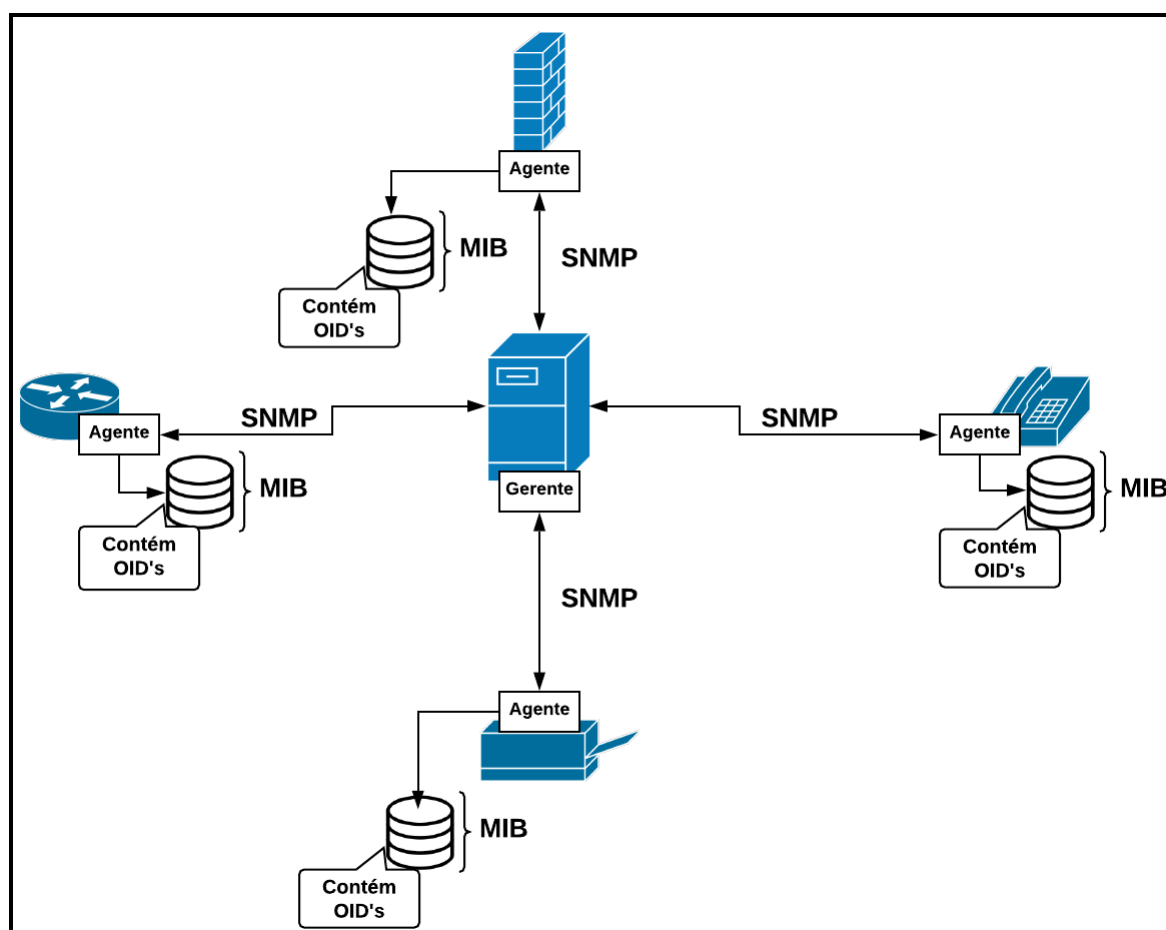 Agente
MIB
SNMP
Contém
OID's
SNMP
SNMP
Agente
Agente
Gerente
MIB
MIB
Contém
OID's
Contém
OID's
SNMP
Agente
MIB
Contém
OID's